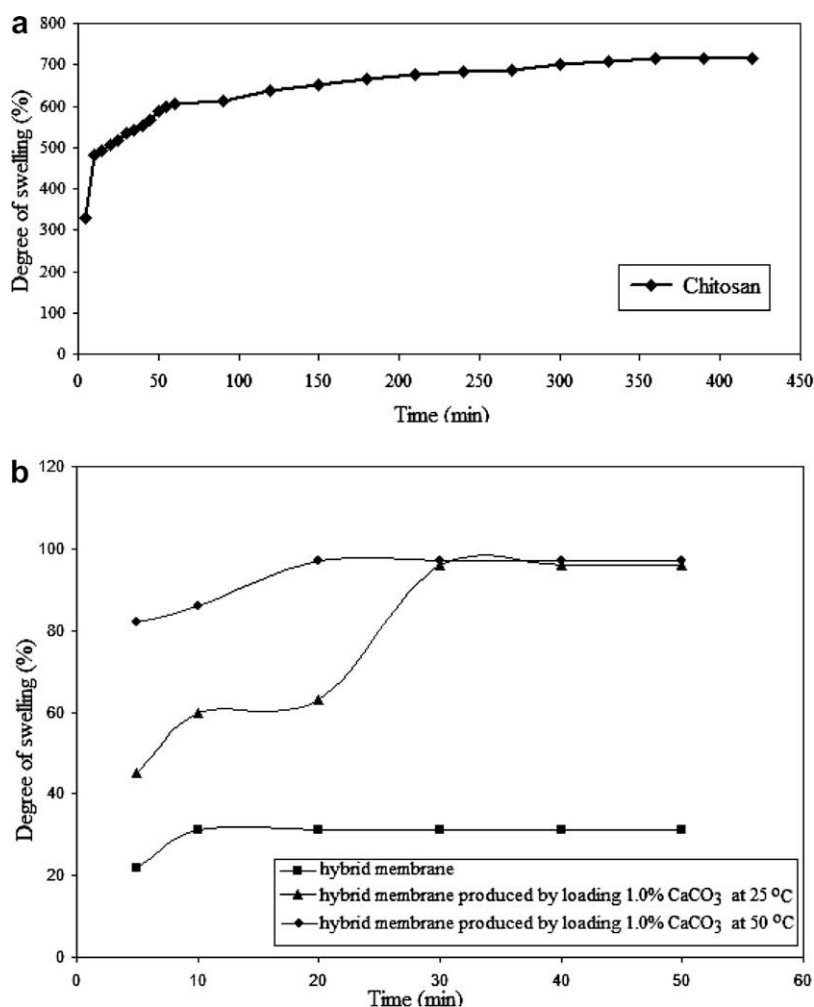 a
800
700
600
500
400
300
200
100
0
Degree of swelling (%)
Chitosan
0 50 100 150 200 250 300 350 400 450
Time (min)
b
120
100
80
60
40
20
0
Degree of swelling (%)
hybrid membrane
hybrid membrane produced by loading 1.0% CaCO₃ at 25 ºC
hybrid membrane produced by loading 1.0% CaCO₃ at 50 ºC
0 10 20 30 40 50 60
Time (min)